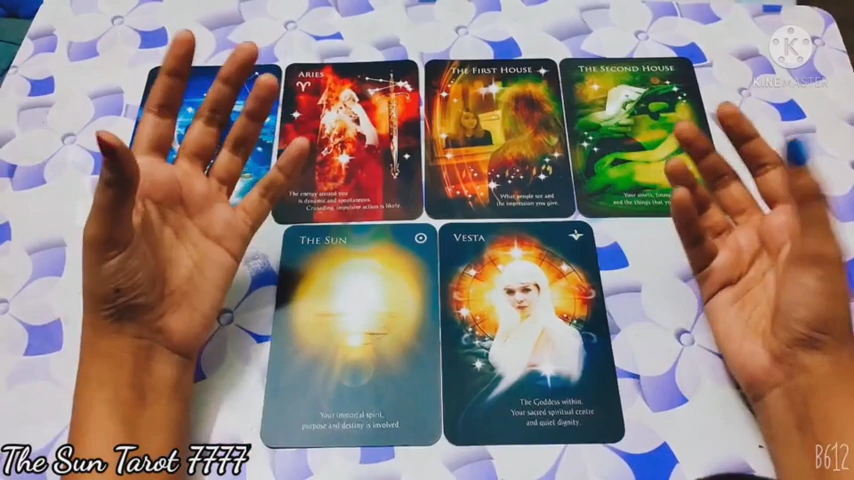 K
KINEMASTER
ARIES
The energy around you
is dynamic and spontaneous.
Crusading, impulsive action is likely.
THE FIRST HOUSE
What people see and
the impression you give.
THE SECOND HOUSE
Your assets,
and the things that
THE SUN
Your immortal spirit,
purpose and destiny is involved.
VESTA
The Goddess within.
Your sacred spiritual centre
and quiet dignity.
The Sun Tarot 7777
B612